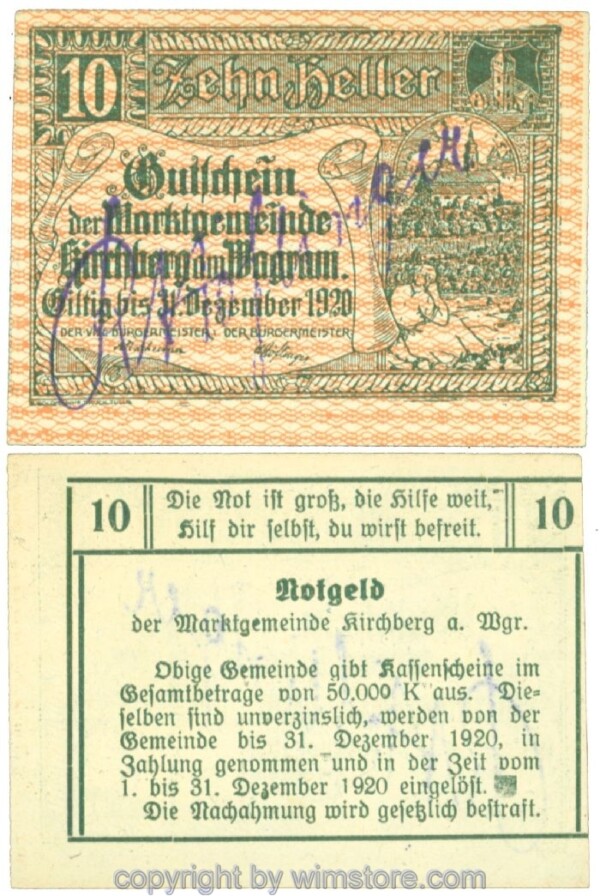 10 Zehn Heller
Gutschein
der Marktgemeinde
Kirchberg am Wagram.
Giltig bis 31. Dezember 1920
DER VIZEBÜRGERMEISTER: DER BÜRGERMEISTER
10
Die Not ist groß, die Hilfe weit,
Hilf dir selbst, du wirst befreit.
10
Notgeld
der Marktgemeinde Kirchberg a. Wgr.
Obige Gemeinde gibt Kassenscheine im
Gesamtbetrage von 50,000 K aus. Die-
selben sind unverzinslich, werden von der
Gemeinde bis 31. Dezember 1920, in
Zahlung genommen und in der Zeit vom
1. bis 31. Dezember 1920 eingelöst.
Die Nachahmung wird gesetzlich bestraft.
copyright by wimstore.com